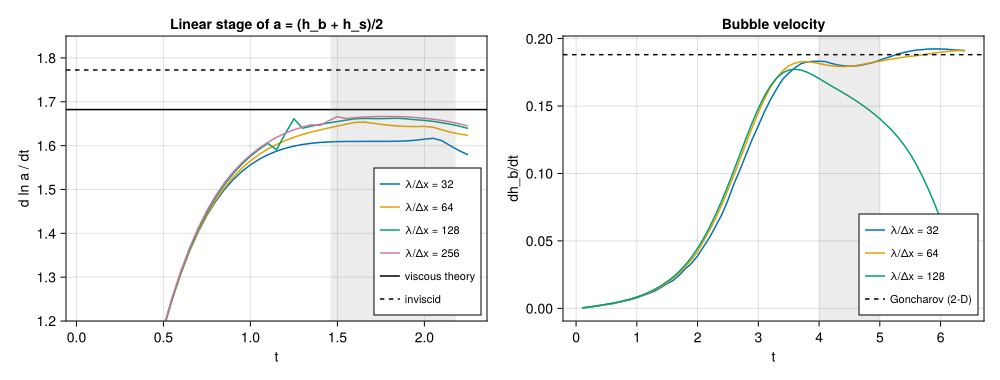 Linear stage of a = (h_b + h_s)/2
d ln a / dt
1.8
1.7
1.6
1.5
1.4
1.3
1.2
0.0
0.5
1.0
1.5
2.0
t
λ/Δx = 32
λ/Δx = 64
λ/Δx = 128
λ/Δx = 256
viscous theory
inviscid
Bubble velocity
dh_b/dt
0.20
0.15
0.10
0.05
0.00
0
1
2
3
4
5
6
t
λ/Δx = 32
λ/Δx = 64
λ/Δx = 128
Goncharov (2-D)